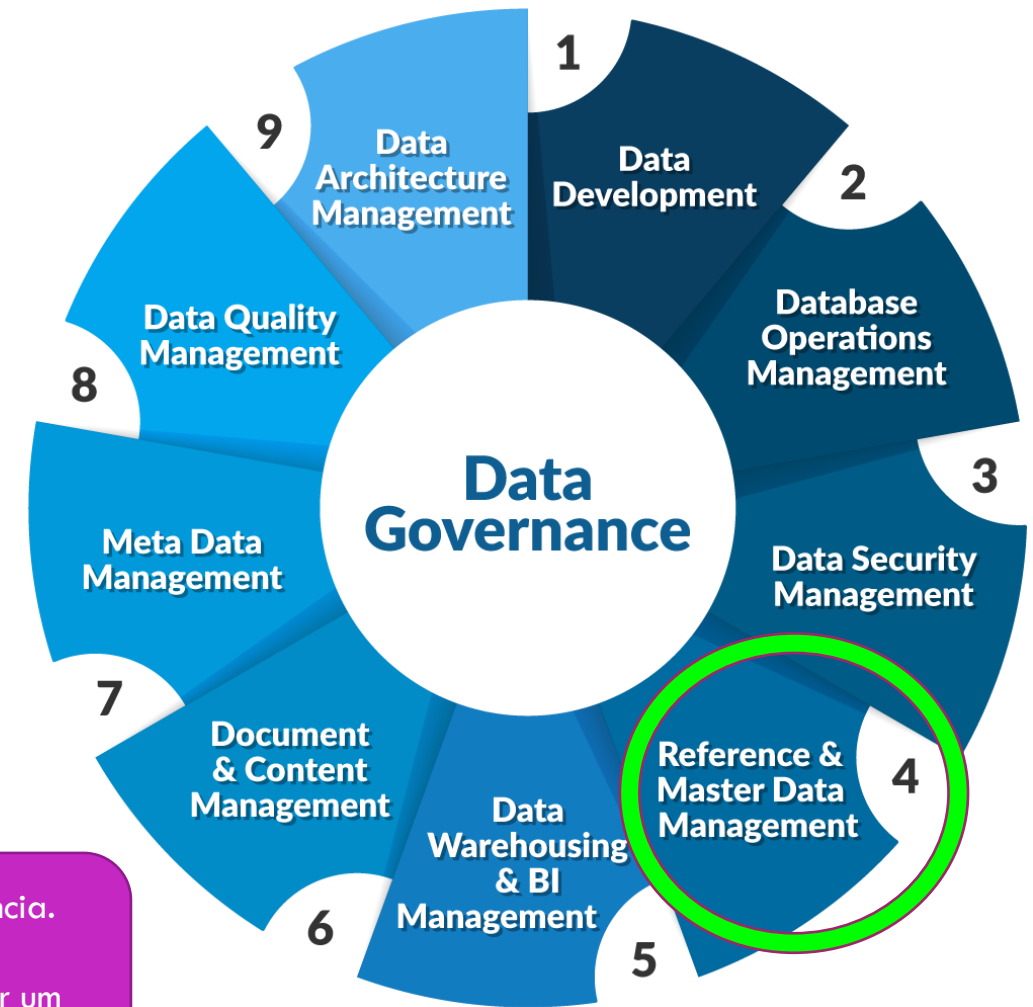 1
Data
Development
2
Database
Operations
Management
3
Data Security
Management
4
Reference &
Master Data
Management
5
Data
Warehousing
& BI
Management
6
Document
& Content
Management
7
Meta Data
Management
8
Data Quality
Management
9
Data
Architecture
Management
Data
Governance
um